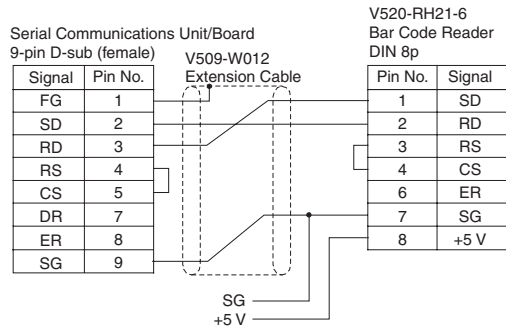 Serial Communications Unit/Board
9-pin D-sub (female)
Signal Pin No.
FG 1
SD 2
RD 3
RS 4
CS 5
DR 7
ER 8
SG 9
V509-W012
Extension Cable
V520-RH21-6
Bar Code Reader
DIN 8p
Pin No. Signal
1 SD
2 RD
3 RS
4 CS
6 ER
7 SG
8 +5 V
SG
+5 V